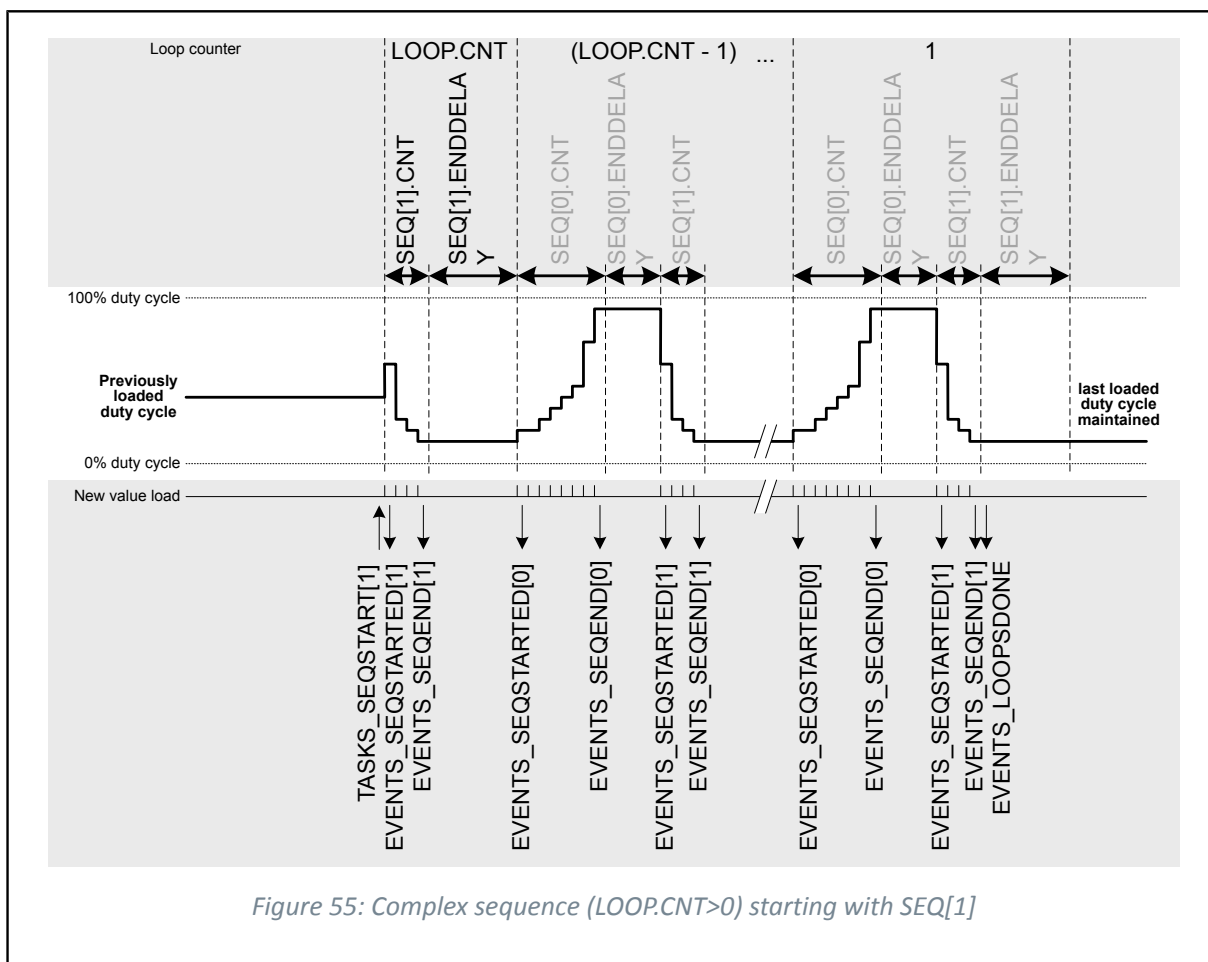 Loop counter
LOOP.CNT
(LOOP.CNT - 1)
...
1
SEQ[1].CNT
SEQ[1].ENDDELA
Y
SEQ[0].CNT
SEQ[0].ENDDELA
Y
SEQ[1].CNT
SEQ[0].CNT
SEQ[0].ENDDELA
Y
SEQ[1].CNT
SEQ[1].ENDDELA
Y
100% duty cycle
Previously
loaded
duty cycle
last loaded
duty cycle
maintained
0% duty cycle
New value load
TASKS_SEQSTART[1]
EVENTS_SEQSTARTED[1]
EVENTS_SEQEND[1]
EVENTS_SEQSTARTED[0]
EVENTS_SEQEND[0]
EVENTS_SEQSTARTED[1]
EVENTS_SEQEND[1]
EVENTS_SEQSTARTED[0]
EVENTS_SEQEND[0]
EVENTS_SEQSTARTED[1]
EVENTS_SEQEND[1]
EVENTS_LOOPSDONE
Figure 55: Complex sequence (LOOP.CNT>0) starting with SEQ[1]